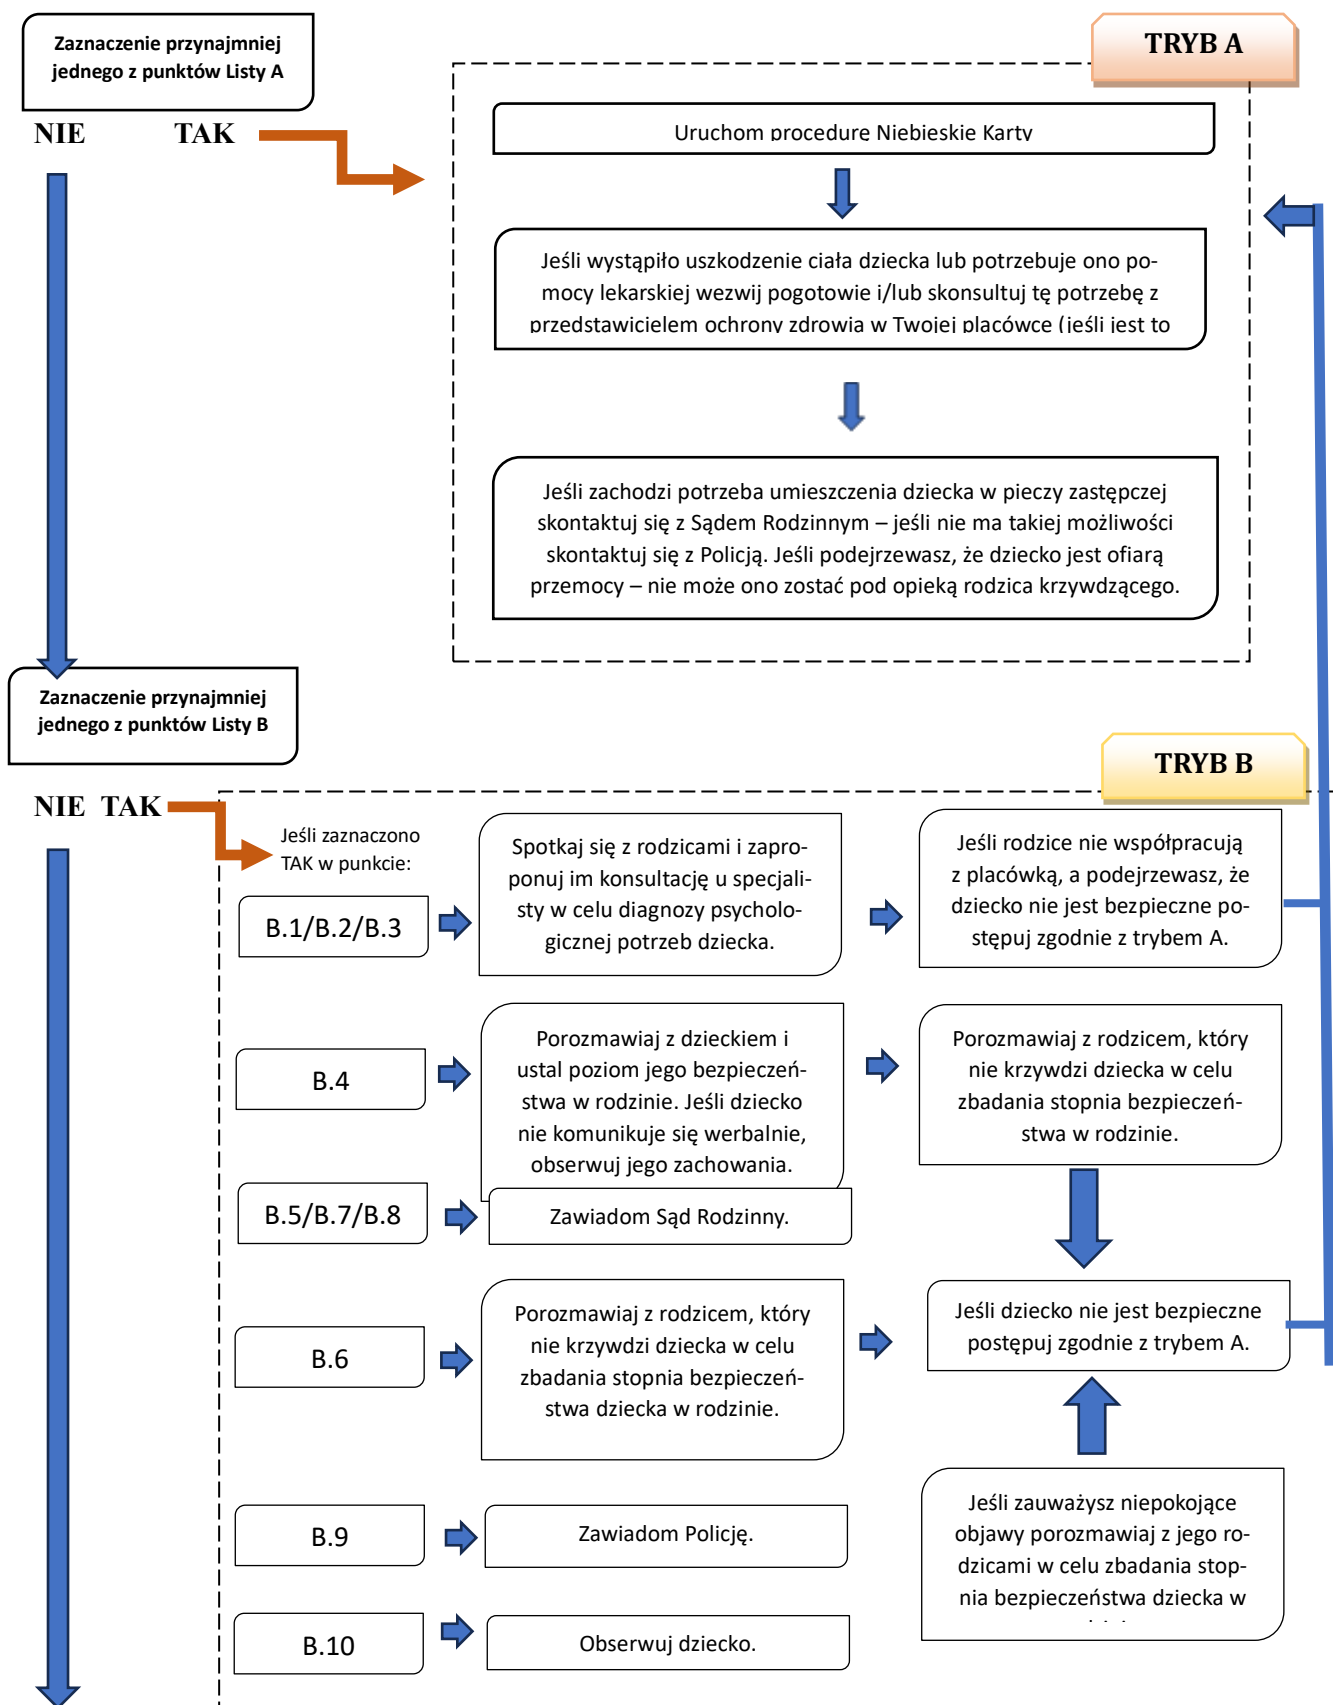 Zaznaczenie przynajmniej
jednego z punktów Listy A
NIE TAK
TRYB A
Uruchom procedurę Niebieskie Karty
Jeśli wystąpiło uszkodzenie ciała dziecka lub potrzebuje ono po-
mocy lekarskiej wezwij pogotowie i/lub skonsultuj tę potrzebę z
przedstawicielem ochrony zdrowia w Twojej placówce (jeśli jest to
Jeśli zachodzi potrzeba umieszczenia dziecka w pieczy zastępczej
skontaktuj się z Sądem Rodzinnym – jeśli nie ma takiej możliwości
skontaktuj się z Policją. Jeśli podejrzewasz, że dziecko jest ofiarą
przemocy – nie może ono zostać pod opieką rodzica krzywdzącego.
Zaznaczenie przynajmniej
jednego z punktów Listy B
NIE TAK
TRYB B
Jeśli zaznaczono
TAK w punkcie:
B.1/B.2/B.3
Spotkaj się z rodzicami i zapro-
ponuj im konsultację u specjali-
sty w celu diagnozy psycholo-
gicznej potrzeb dziecka.
Jeśli rodzice nie współpracują
z placówką, a podejrzewasz, że
dziecko nie jest bezpieczne po-
stępuj zgodnie z trybem A.
B.4
Porozmawiaj z dzieckiem i
ustal poziom jego bezpieczeń-
stwa w rodzinie. Jeśli dziecko
nie komunikuje się werbalnie,
obserwuj jego zachowania.
Porozmawiaj z rodzicem, który
nie krzywdzi dziecka w celu
zbadania stopnia bezpieczeń-
stwa w rodzinie.
B.5/B.7/B.8
Zawiadom Sąd Rodzinny.
B.6
Porozmawiaj z rodzicem, który
nie krzywdzi dziecka w celu
zbadania stopnia bezpieczeń-
stwa dziecka w rodzinie.
Jeśli dziecko nie jest bezpieczne
postępuj zgodnie z trybem A.
B.9
Zawiadom Policję.
Jeśli zauważysz niepokojące
objawy porozmawiaj z jego ro-
dzicami w celu zbadania stop-
nia bezpieczeństwa dziecka w
B.10
Obserwuj dziecko.